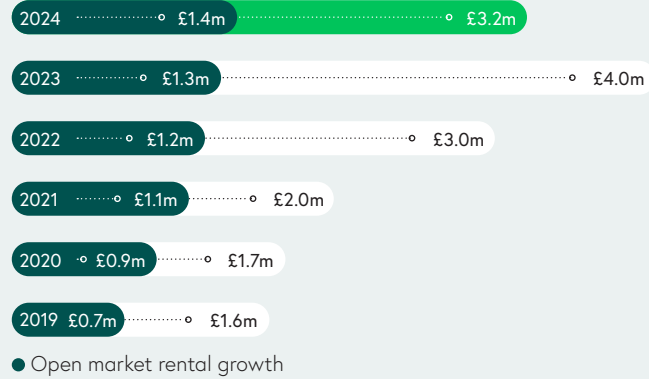 2024 £1.4m £3.2m
2023 £1.3m £4.0m
2022 £1.2m £3.0m
2021 £1.1m £2.0m
2020 £0.9m £1.7m
2019 £0.7m £1.6m
Open market rental growth